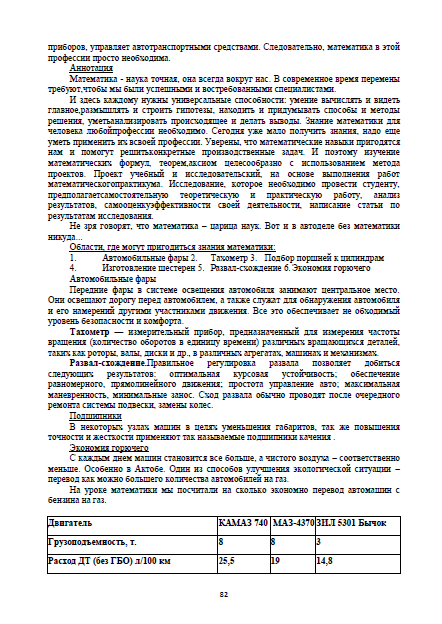 приборов, управляет автотранспортными средствами. Следовательно, математика в этой
профессии просто необходима.
Аннотация
Математика - наука точная, она всегда вокруг нас. В современное время перемены
требуют,чтобы мы были успешными и востребованными специалистами.
И здесь каждому нужны универсальные способности: умение вычислять и видеть
главное,размышлять и строить гипотезы, находить и придумывать способы и методы
решения, уметьанализировать происходящее и делать выводы. Знание математики для
человека любойпрофессии необходимо. Сегодня уже мало получить знания, надо еще
уметь применить их всвоей профессии. Уверены, что математические навыки пригодятся
нам и помогут решитьконкретные производственные задач. И поэтому изучение
математических формул, теорем,аксиом целесообразно с использованием метода
проектов. Проект учебный и исследовательский, на основе выполнения работ
математическогопрактикума. Исследование, которое необходимо провести студенту,
предполагаетсамостоятельную теоретическую и практическую работу, анализ
результатов, самооценкуэффективности своей деятельности, написание статьи по
результатам исследования.
Не зря говорят, что математика – царица наук. Вот и в автоделе без математики
никуда...
Области, где могут пригодиться знания математики:
1. Автомобильные фары 2. Тахометр 3. Подбор поршней к цилиндрам
4. Изготовление шестерен 5. Развал-схождение 6.Экономия горючего
Автомобильные фары
Передние фары в системе освещения автомобиля занимают центральное место.
Они освещают дорогу перед автомобилем, а также служат для обнаружения автомобиля
и его намерений другими участниками движения. Все это обеспечивает не обходимый
уровень безопасности и комфорта.
Тахометр — измерительный прибор, предназначенный для измерения частоты
вращения (количество оборотов в единицу времени) различных вращающихся деталей,
таких как роторы, валы, диски и др., в различных агрегатах, машинах и механизмах.
Развал-схождение.Правильное регулировка развала позволяет добиться
следующих результатов: оптимальная курсовая устойчивость; обеспечение
равномерного, прямолинейного движения; простота управление авто; максимальная
маневренность, минимальные занос. Сход развала обычно проводят после очередного
ремонта системы подвески, замены колес.
Подшипники
В некоторых узлах машин в целях уменьшения габаритов, так же повышения
точности и жесткости применяют так называемые подшипники качения .
Экономия горючего
С каждым днем машин становится все больше, а чистого воздуха – соответственно
меньше. Особенно в Актобе. Один из способов улучшения экологической ситуации –
перевод как можно большего количества автомобилей на газ.
На уроке математики мы посчитали на сколько экономно перевод автомашин с
бензина на газ.
Двигатель КАМАЗ 740 МАЗ-4370 ЗИЛ 5301 Бычок
Грузоподъемность, т. 8 8 3
Расход ДТ (без ГБО) л/100 км 25,5 19 14,8
82